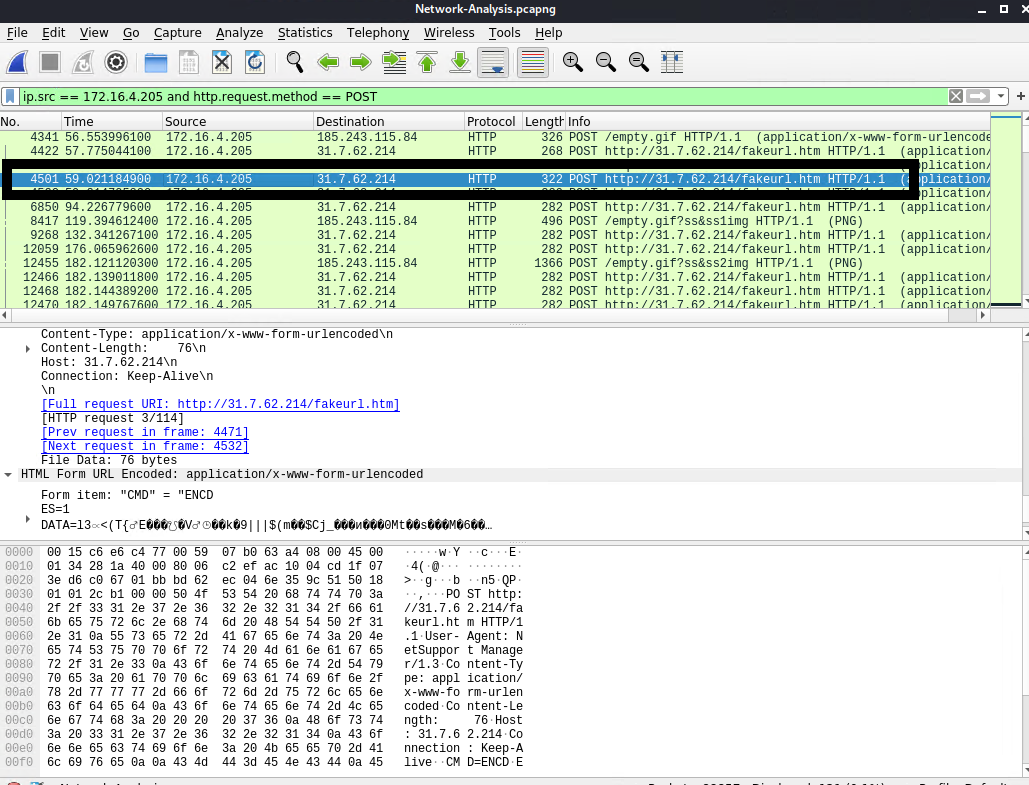 Network-Analysis.pcapng
File Edit View Go Capture Analyze Statistics Telephony Wireless Tools Help
ip.src == 172.16.4.205 and http.request.method == POST
No. Time Source Destination Protocol Length Info
4341 56.553996100 172.16.4.205 185.243.115.84 HTTP 326 POST /empty.gif HTTP/1.1 (application/x-www-form-urlencode
4422 57.775044100 172.16.4.205 31.7.62.214 HTTP 268 POST http://31.7.62.214/fakeurl.htm HTTP/1.1 (application/
4501 59.021184900 172.16.4.205 31.7.62.214 HTTP 322 POST http://31.7.62.214/fakeurl.htm HTTP/1.1 (application/
6850 94.226779600 172.16.4.205 31.7.62.214 HTTP 282 POST http://31.7.62.214/fakeurl.htm HTTP/1.1 (application/
8417 119.394612400 172.16.4.205 185.243.115.84 HTTP 496 POST /empty.gif?ss&ss1img HTTP/1.1 (PNG)
9268 132.341267100 172.16.4.205 31.7.62.214 HTTP 282 POST http://31.7.62.214/fakeurl.htm HTTP/1.1 (application/
12059 176.065962600 172.16.4.205 31.7.62.214 HTTP 282 POST http://31.7.62.214/fakeurl.htm HTTP/1.1 (application/
12455 182.121120300 172.16.4.205 185.243.115.84 HTTP 1366 POST /empty.gif?ss&ss2img HTTP/1.1 (PNG)
12466 182.139011800 172.16.4.205 31.7.62.214 HTTP 282 POST http://31.7.62.214/fakeurl.htm HTTP/1.1 (application/
12468 182.144389200 172.16.4.205 31.7.62.214 HTTP 282 POST http://31.7.62.214/fakeurl.htm HTTP/1.1 (application/
12470 182.149767600 172.16.4.205 31.7.62.214 HTTP 282 POST http://31.7.62.214/fakeurl.htm HTTP/1.1 (application/
Content-Type: application/x-www-form-urlencoded\n
Content-Length: 76\n
Host: 31.7.62.214\n
Connection: Keep-Alive\n
\n
[Full request URI: http://31.7.62.214/fakeurl.htm]
[HTTP request 3/114]
[Prev request in frame: 4471]
[Next request in frame: 4532]
File Data: 76 bytes
HTML Form URL Encoded: application/x-www-form-urlencoded
Form item: "CMD" = "ENCD
ES=1
0000 00 15 c6 e6 c4 77 00 59 07 b0 63 a4 08 00 45 00 ·····w·Y ··c···E·
0010 01 34 28 1a 40 00 80 06 c2 ef ac 10 04 cd 1f 07 ·4(·@··· ········
0020 3e d6 c0 67 01 bb bd 62 ec 04 6e 35 9c 51 50 18 >··g···b ··n5·QP·
0030 01 01 2c b1 00 00 50 4f 53 54 20 68 74 74 70 3a ··,···PO ST http:
0040 2f 2f 33 31 2e 37 2e 36 32 2e 32 31 34 2f 66 61 //31.7.6 2.214/fa
0050 6b 65 75 72 6c 2e 68 74 6d 20 48 54 54 50 2f 31 keurl.ht m HTTP/1
0060 2e 31 0a 55 73 65 72 2d 41 67 65 6e 74 3a 20 4e .1·User- Agent: N
0070 65 74 53 75 70 70 6f 72 74 20 4d 61 6e 61 67 65 etSuppor t Manage
0080 72 2f 31 2e 33 0a 43 6f 6e 74 65 6e 74 2d 54 79 r/1.3·Co ntent-Ty
0090 70 65 3a 20 61 70 70 6c 69 63 61 74 69 6f 6e 2f pe: appl ication/
00a0 78 2d 77 77 77 2d 66 6f 72 6d 2d 75 72 6c 65 6e x-www-fo rm-urlen
00b0 63 6f 64 65 64 0a 43 6f 6e 74 65 6e 74 2d 4c 65 coded·Co ntent-Le
00c0 6e 67 74 68 3a 20 20 20 20 37 36 0a 48 6f 73 74 ngth: 76·Host
00d0 3a 20 33 31 2e 37 2e 36 32 2e 32 31 34 0a 43 6f : 31.7.6 2.214·Co
00e0 6e 6e 65 63 74 69 6f 6e 3a 20 4b 65 65 70 2d 41 nnection : Keep-A
00f0 6c 69 76 65 0a 0a 43 4d 44 3d 45 4e 43 44 0a 45 live··CM D=ENCD·E